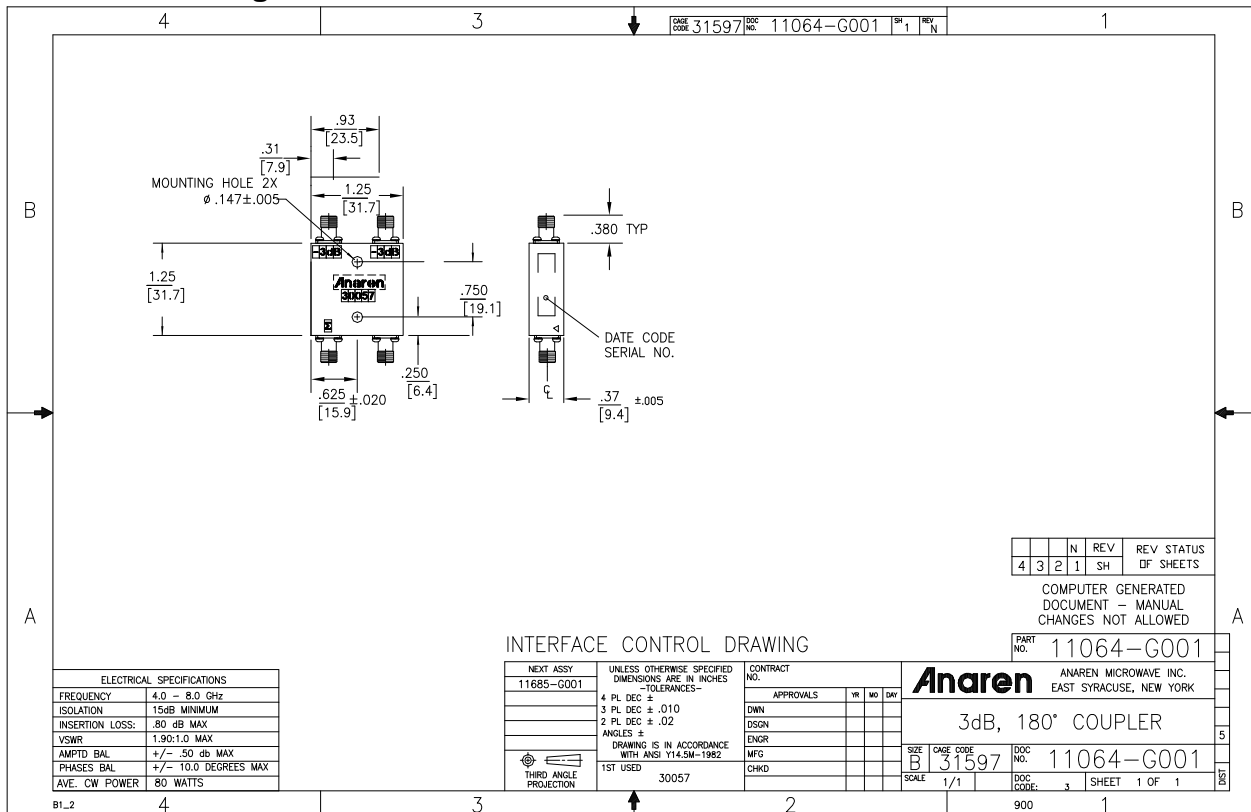 4
3
1
CAGE CODE 31597 DOC NO. 11064-G001 SH 1 REV N
B
B
.93
[23.5]
.31
[7.9]
MOUNTING HOLE 2X
ø .147±.005
1.25
[31.7]
.380 TYP
-3dB
-3dB
Anaren
30057
Σ
1.25
[31.7]
.750
[19.1]
DATE CODE
SERIAL NO.
.250
[6.4]
.625 ±.020
[15.9]
℄
.37 ±.005
[9.4]
N REV REV STATUS
4 3 2 1 SH OF SHEETS
COMPUTER GENERATED
DOCUMENT - MANUAL
CHANGES NOT ALLOWED
A
A
INTERFACE CONTROL DRAWING
PART NO. 11064-G001
ELECTRICAL SPECIFICATIONS
FREQUENCY 4.0 - 8.0 GHz
ISOLATION 15dB MINIMUM
INSERTION LOSS: .80 dB MAX
VSWR 1.90:1.0 MAX
AMPTD BAL +/- .50 db MAX
PHASES BAL +/- 10.0 DEGREES MAX
AVE. CW POWER 80 WATTS
NEXT ASSY
11685-G001
THIRD ANGLE
PROJECTION
UNLESS OTHERWISE SPECIFIED
DIMENSIONS ARE IN INCHES
-TOLERANCES-
4 PL DEC ±
3 PL DEC ± .010
2 PL DEC ± .02
ANGLES ±
DRAWING IS IN ACCORDANCE
WITH ANSI Y14.5M-1982
1ST USED
30057
CONTRACT
NO.
APPROVALS YR MO DAY
DWN
DSGN
ENGR
MFG
CHKD
Anaren
ANAREN MICROWAVE INC.
EAST SYRACUSE, NEW YORK
3dB, 180° COUPLER
SIZE B CAGE CODE 31597 DOC NO. 11064-G001
SCALE 1/1 DOC CODE: 3 SHEET 1 OF 1
5
DIST
B1_2
4
3
2
900
1